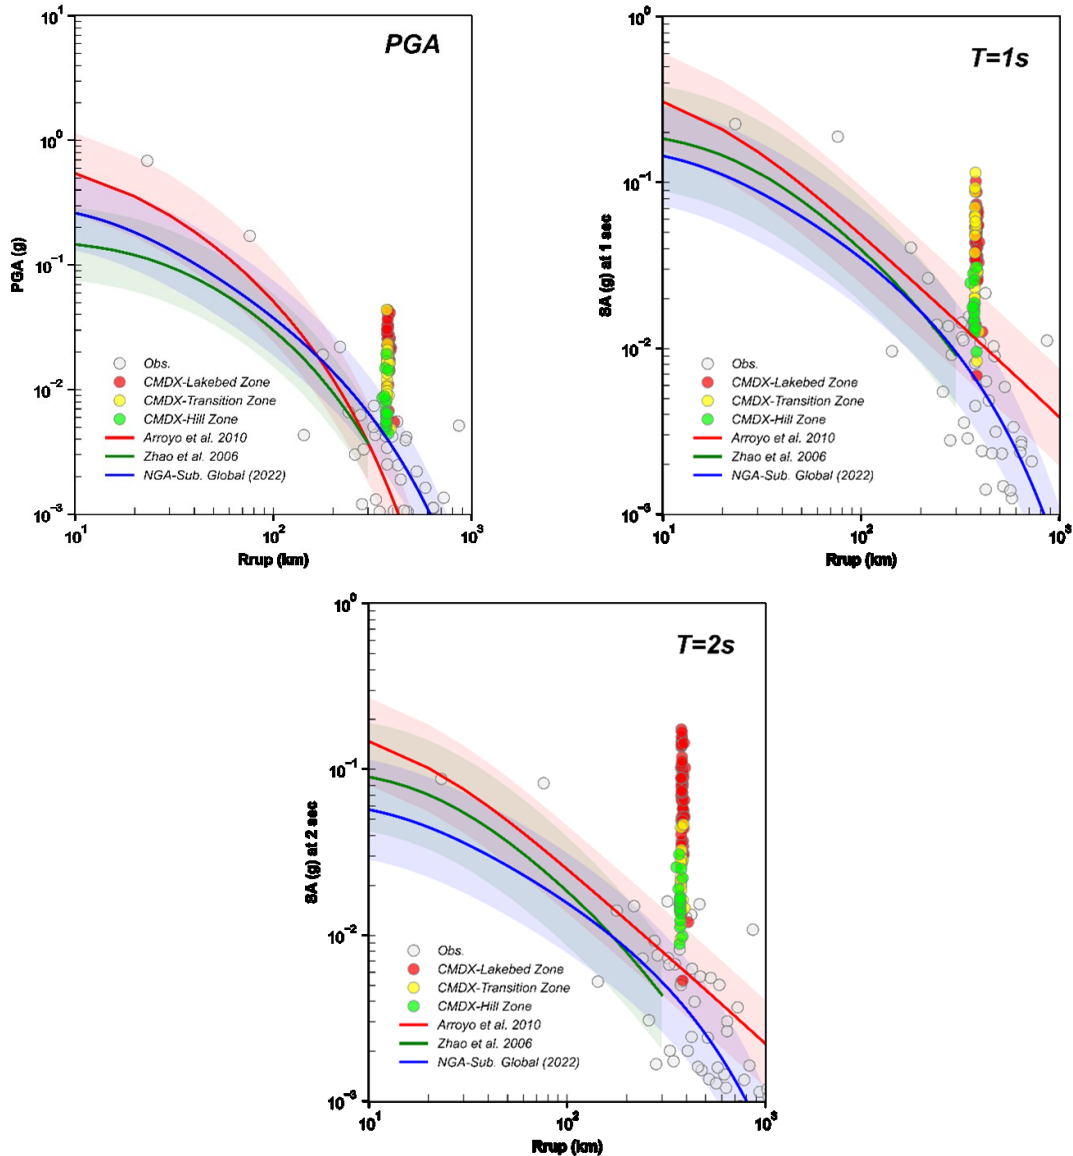 PGA
10¹
10⁰
10⁻¹
10⁻²
10⁻³
PGA (g)
Obs.
CMDX-Lakebed Zone
CMDX-Transition Zone
CMDX-Hill Zone
Arroyo et al. 2010
Zhao et al. 2006
NGA-Sub. Global (2022)
10¹ 10² 10³
Rrup (km)
T=1s
10⁰
10⁻¹
10⁻²
10⁻³
SA (g) at 1 sec
Obs.
CMDX-Lakebed Zone
CMDX-Transition Zone
CMDX-Hill Zone
Arroyo et al. 2010
Zhao et al. 2006
NGA-Sub. Global (2022)
10¹ 10² 10³
Rrup (km)
T=2s
10⁰
10⁻¹
10⁻²
10⁻³
SA (g) at 2 sec
Obs.
CMDX-Lakebed Zone
CMDX-Transition Zone
CMDX-Hill Zone
Arroyo et al. 2010
Zhao et al. 2006
NGA-Sub. Global (2022)
10¹ 10² 10³
Rrup (km)